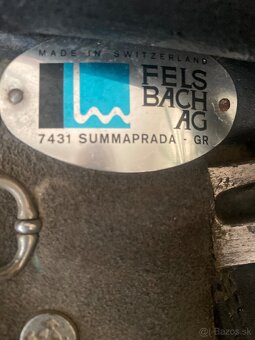 MADE IN SWITZERLAND
FELS
BACH
AG
7431 SUMMAPRADA - GR
© Bazos.sk